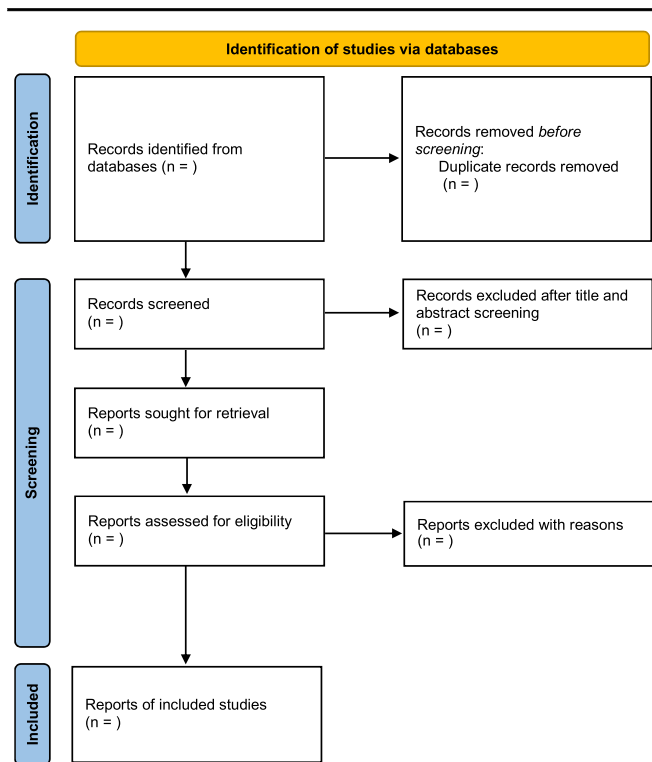 Identification of studies via databases
Identification
Records identified from
databases (n = )
Records removed before
screening:
Duplicate records removed
(n = )
Screening
Records screened
(n = )
Records excluded after title and
abstract screening
(n = )
Reports sought for retrieval
(n = )
Reports assessed for eligibility
(n = )
Reports excluded with reasons
(n = )
Included
Reports of included studies
(n = )